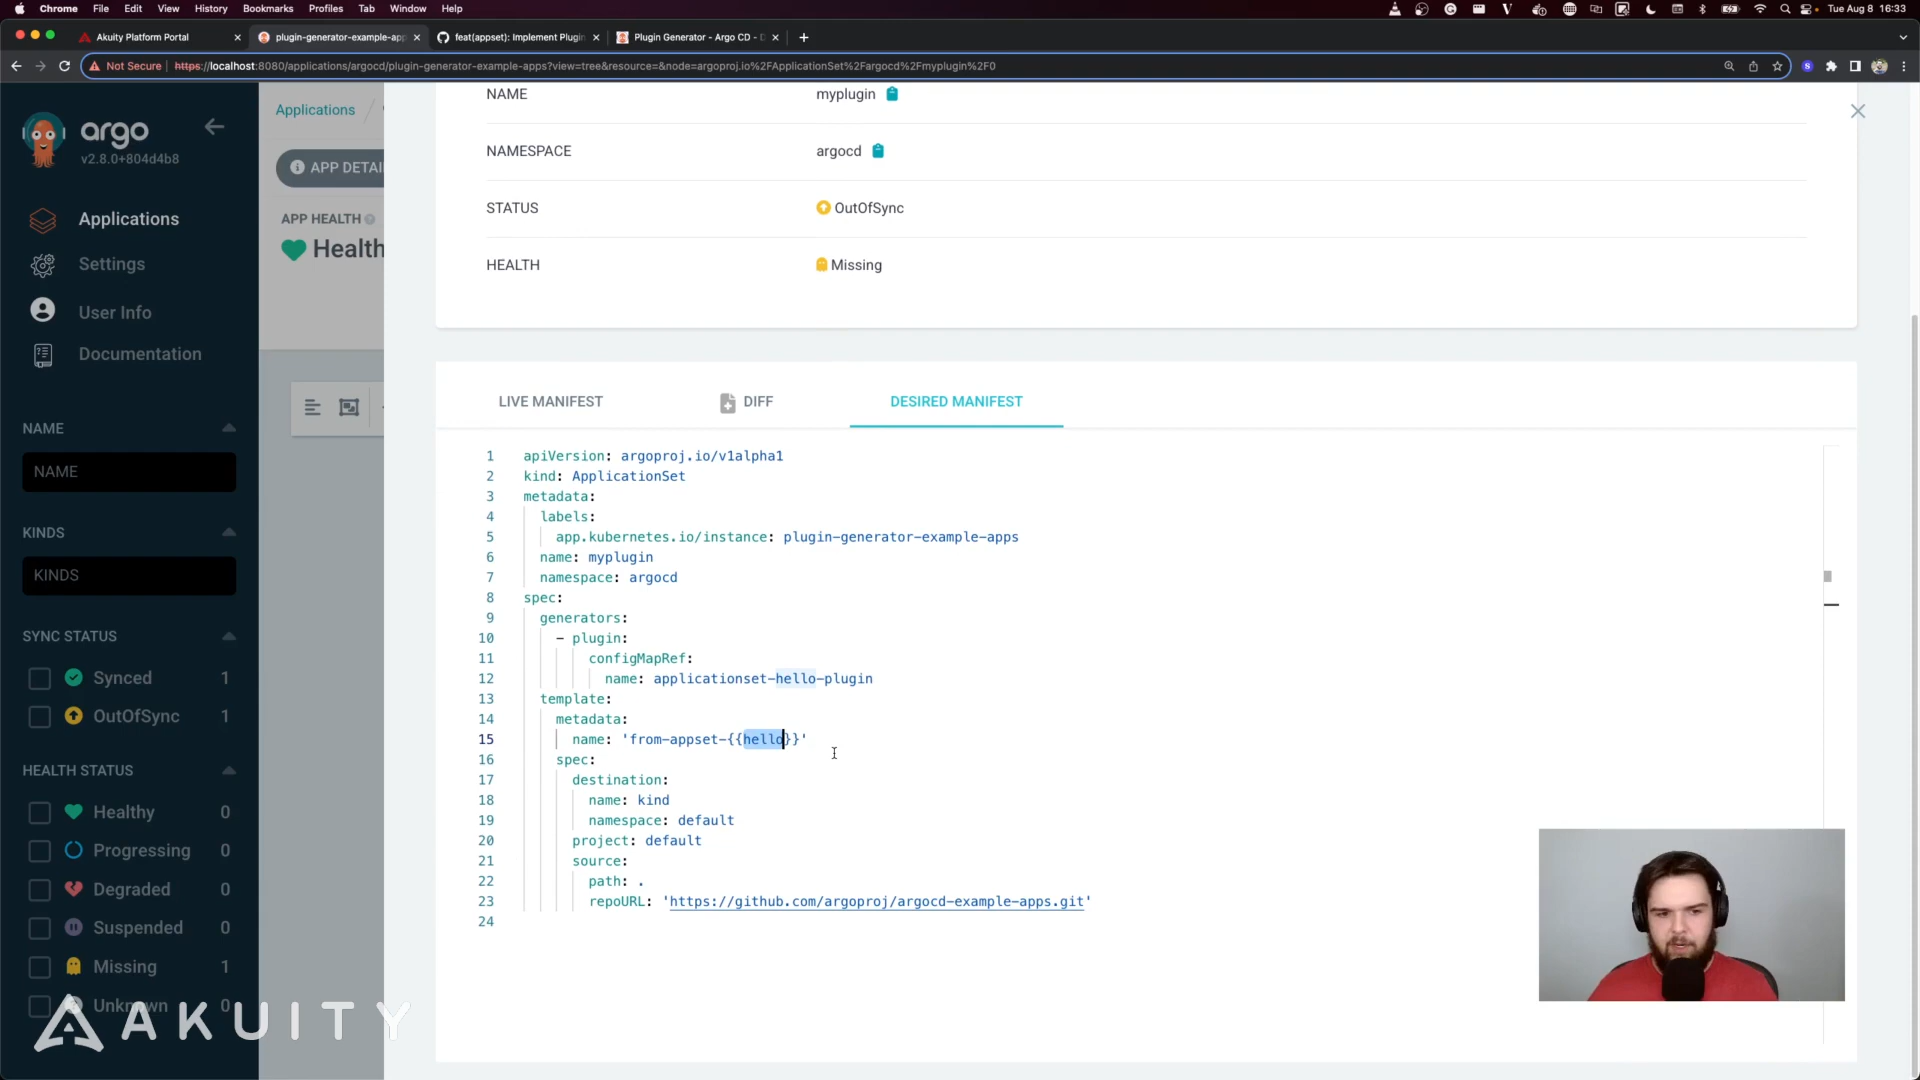 Chrome File Edit View History Bookmarks Profiles Tab Window Help Tue Aug 8 16:33
Akuity Platform Portal
plugin-generator-example-app
feat(appset): Implement Plugin
Plugin Generator - Argo CD - D
Not Secure https://localhost:8080/applications/argocd/plugin-generator-example-apps?view=tree&resource=&node=argoproj.io%2FApplicationSet%2Fargocd%2Fmyplugin%2F0
argo
v2.8.0+804d4b8
Applications
Settings
User Info
Documentation
NAME
NAME
KINDS
KINDS
SYNC STATUS
Synced 1
OutOfSync 1
HEALTH STATUS
Healthy 0
Progressing 0
Degraded 0
Suspended 0
Missing 1
Unknown 0
AKUITY
Applications /
APP DETAI
APP HEALTH
Health
NAME myplugin
NAMESPACE argocd
STATUS OutOfSync
HEALTH Missing
LIVE MANIFEST DIFF DESIRED MANIFEST
1 apiVersion: argoproj.io/v1alpha1
2 kind: ApplicationSet
3 metadata:
4 labels:
5 app.kubernetes.io/instance: plugin-generator-example-apps
6 name: myplugin
7 namespace: argocd
8 spec:
9 generators:
10 - plugin:
11 configMapRef:
12 name: applicationset-hello-plugin
13 template:
14 metadata:
15 name: 'from-appset-{{hello}}'
16 spec:
17 destination:
18 name: kind
19 namespace: default
20 project: default
21 source:
22 path: .
23 repoURL: 'https://github.com/argoproj/argocd-example-apps.git'
24